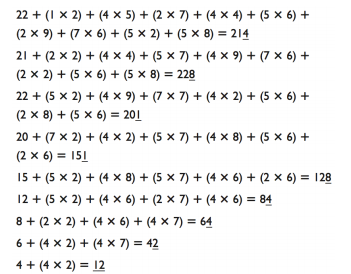 22 + (1 × 2) + (4 × 5) + (2 × 7) + (4 × 4) + (5 × 6) +
(2 × 9) + (7 × 6) + (5 × 2) + (5 × 8) = 214
21 + (2 × 2) + (4 × 4) + (5 × 7) + (4 × 9) + (7 × 6) +
(2 × 2) + (5 × 6) + (5 × 8) = 228
22 + (5 × 2) + (4 × 9) + (7 × 7) + (4 × 2) + (5 × 6) +
(2 × 8) + (5 × 6) = 201
20 + (7 × 2) + (4 × 2) + (5 × 7) + (4 × 8) + (5 × 6) +
(2 × 6) = 151
15 + (5 × 2) + (4 × 8) + (5 × 7) + (4 × 6) + (2 × 6) = 128
12 + (5 × 2) + (4 × 6) + (2 × 7) + (4 × 6) = 84
8 + (2 × 2) + (4 × 6) + (4 × 7) = 64
6 + (4 × 2) + (4 × 7) = 42
4 + (4 × 2) = 12